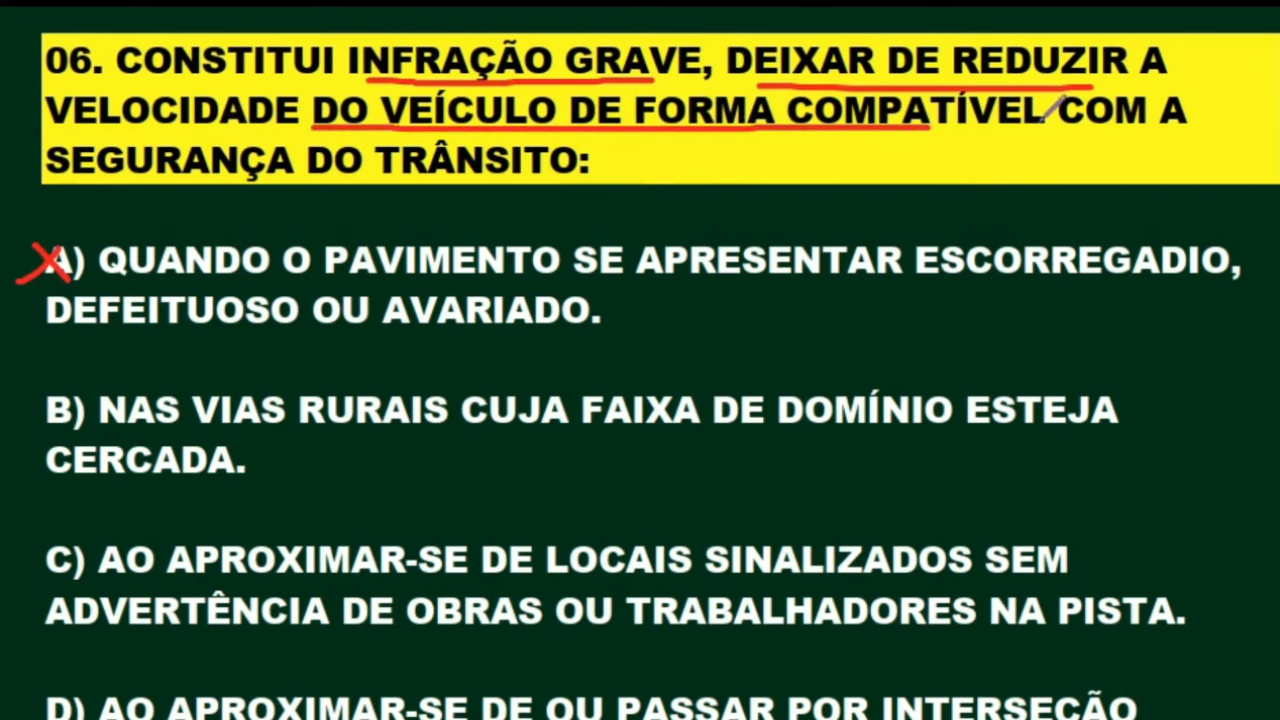 06. CONSTITUI INFRAÇÃO GRAVE, DEIXAR DE REDUZIR A
VELOCIDADE DO VEÍCULO DE FORMA COMPATÍVEL COM A
SEGURANÇA DO TRÂNSITO:
A) QUANDO O PAVIMENTO SE APRESENTAR ESCORREGADIO,
DEFEITUOSO OU AVARIADO.
B) NAS VIAS RURAIS CUJA FAIXA DE DOMÍNIO ESTEJA
CERCADA.
C) AO APROXIMAR-SE DE LOCAIS SINALIZADOS SEM
ADVERTÊNCIA DE OBRAS OU TRABALHADORES NA PISTA.
D) AO APROXIMAR-SE DE OU PASSAR POR INTERSEÇÃO